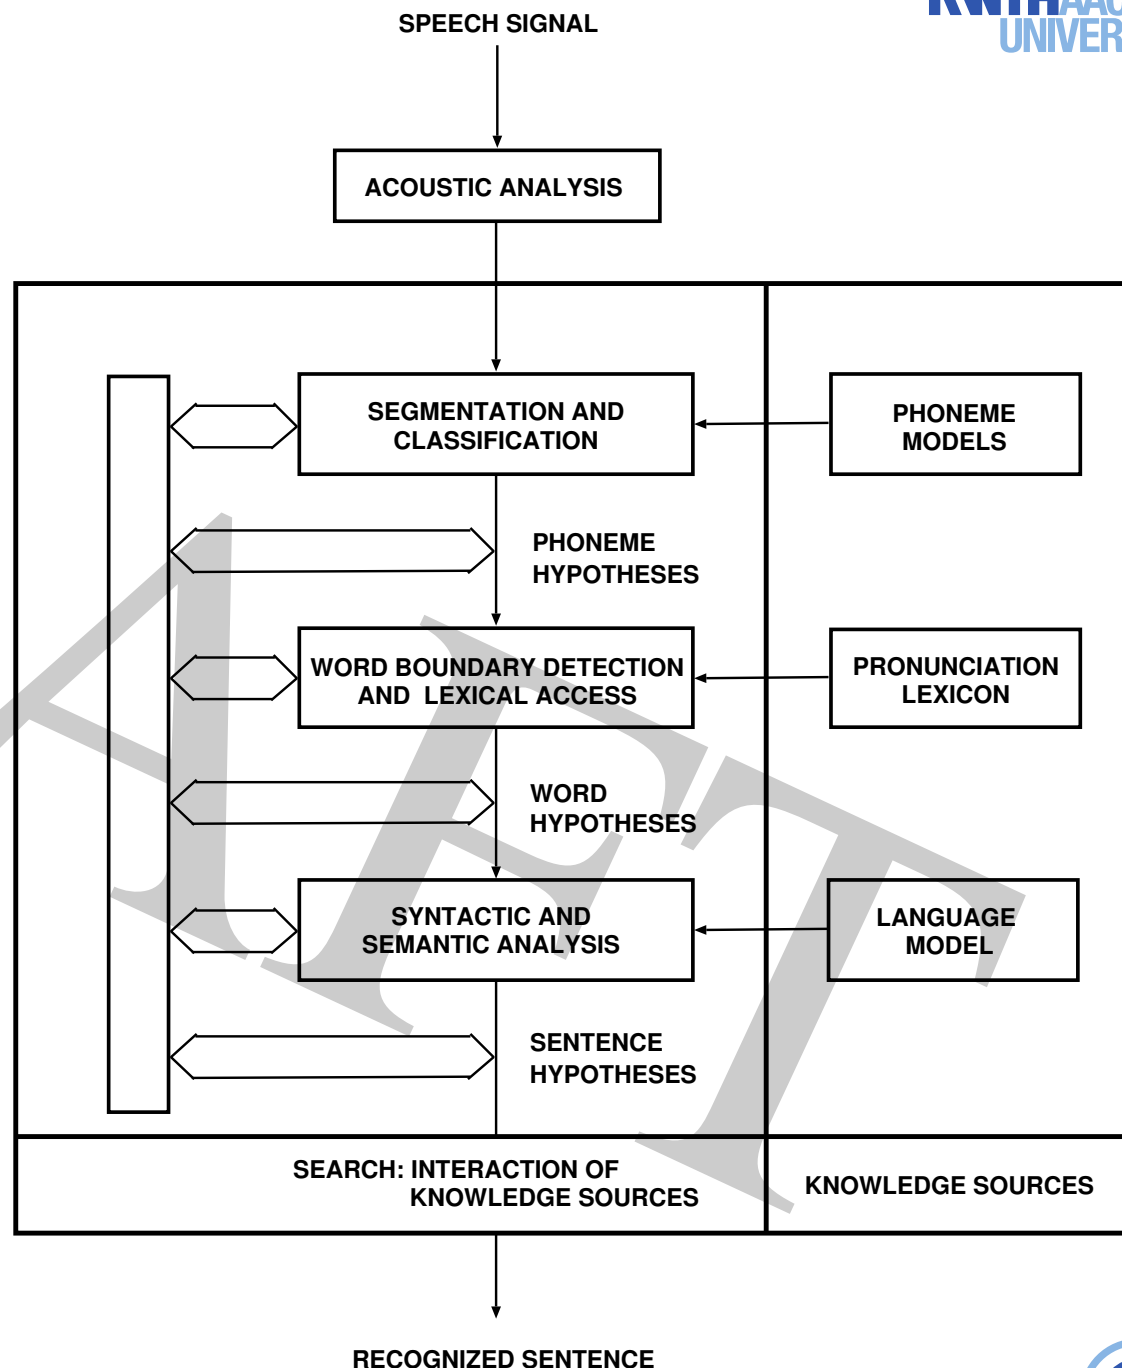 SPEECH SIGNAL
UNIVER
ACOUSTIC ANALYSIS
SEGMENTATION AND
CLASSIFICATION
PHONEME
MODELS
PHONEME
HYPOTHESES
WORD BOUNDARY DETECTION
AND LEXICAL ACCESS
PRONUNCIATION
LEXICON
WORD
HYPOTHESES
SYNTACTIC AND
SEMANTIC ANALYSIS
LANGUAGE
MODEL
SENTENCE
HYPOTHESES
SEARCH: INTERACTION OF
KNOWLEDGE SOURCES
KNOWLEDGE SOURCES
RECOGNIZED SENTENCE
AFT